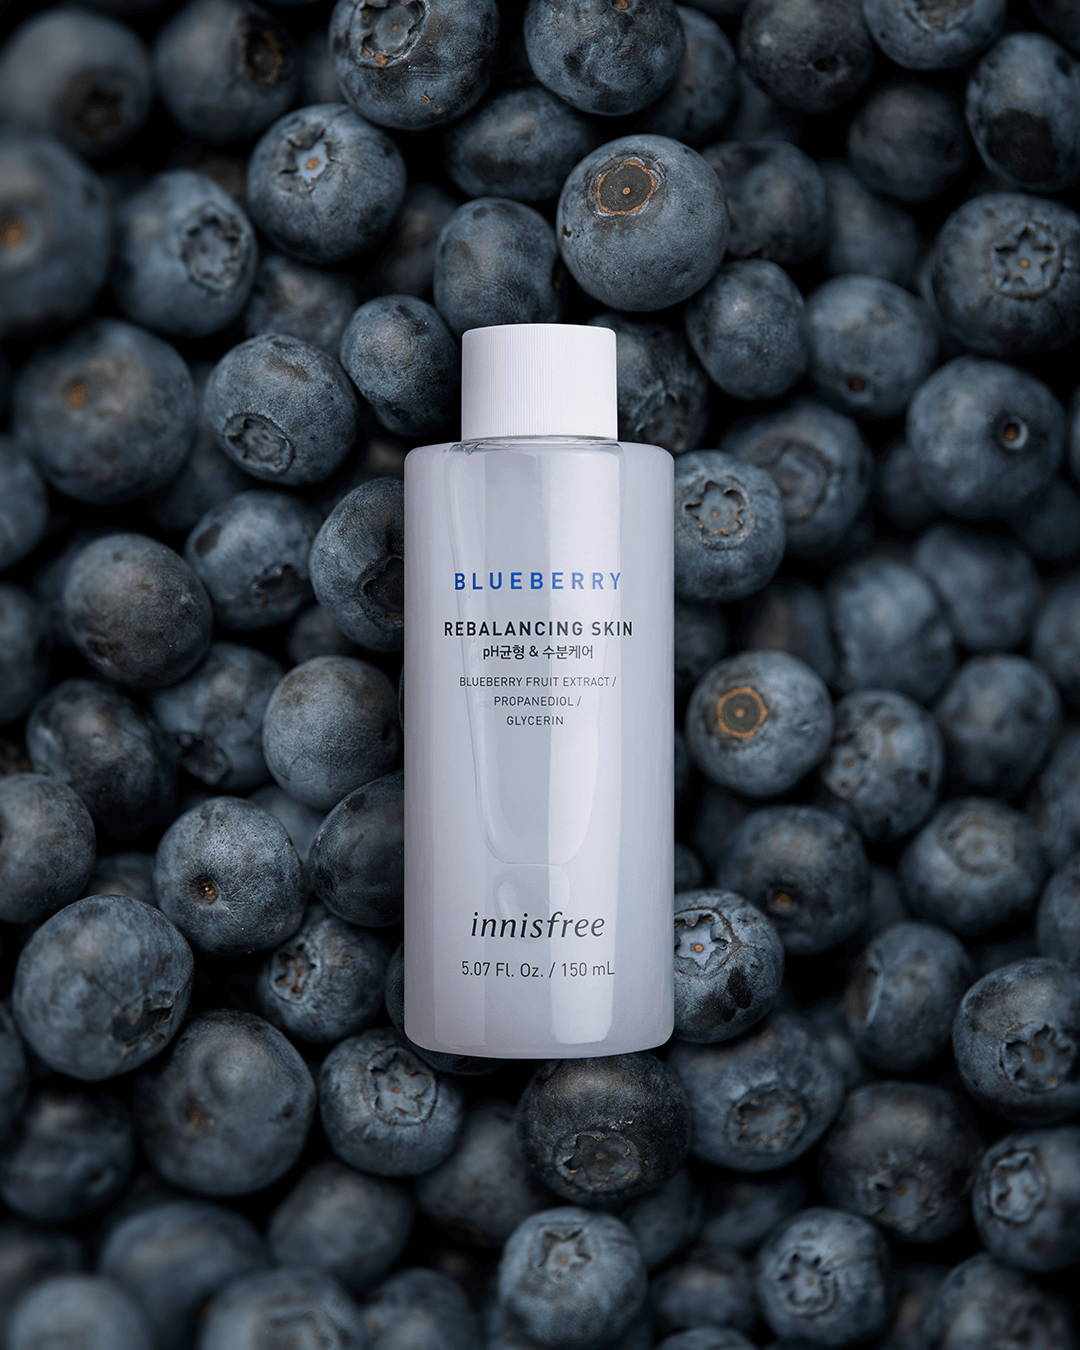 BLUEBERRY
REBALANCING SKIN
pH균형 & 수분케어
BLUEBERRY FRUIT EXTRACT /
PROPANEDIOL /
GLYCERIN
innisfree
5.07 Fl. Oz. / 150 mL